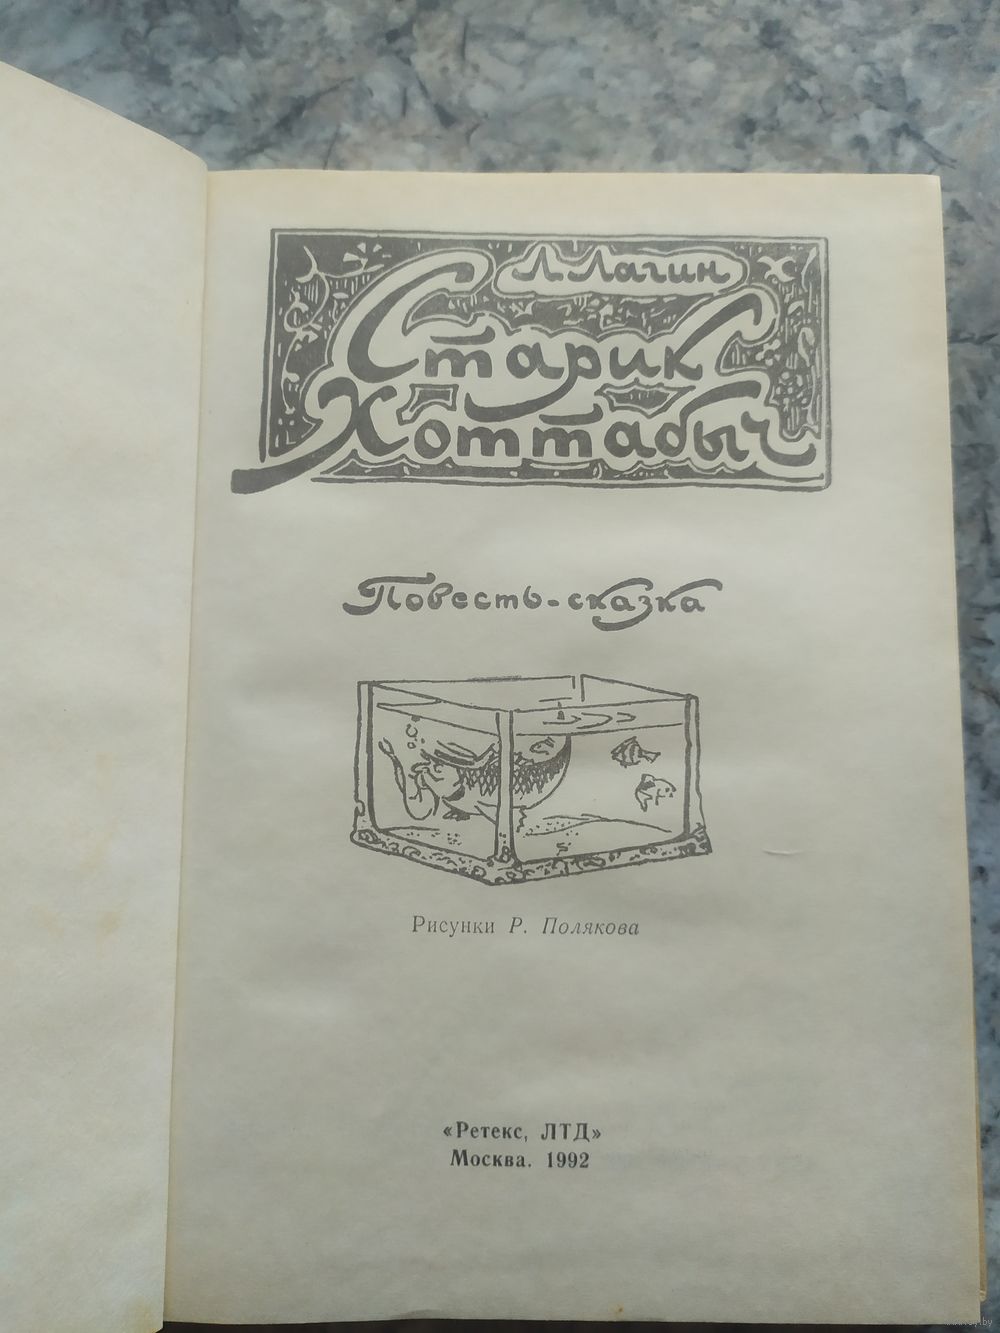 Л. Лагин
Старик
Хоттабыч
Повесть-сказка
Рисунки Р. Полякова
«Ретекс, ЛТД»
Москва. 1992